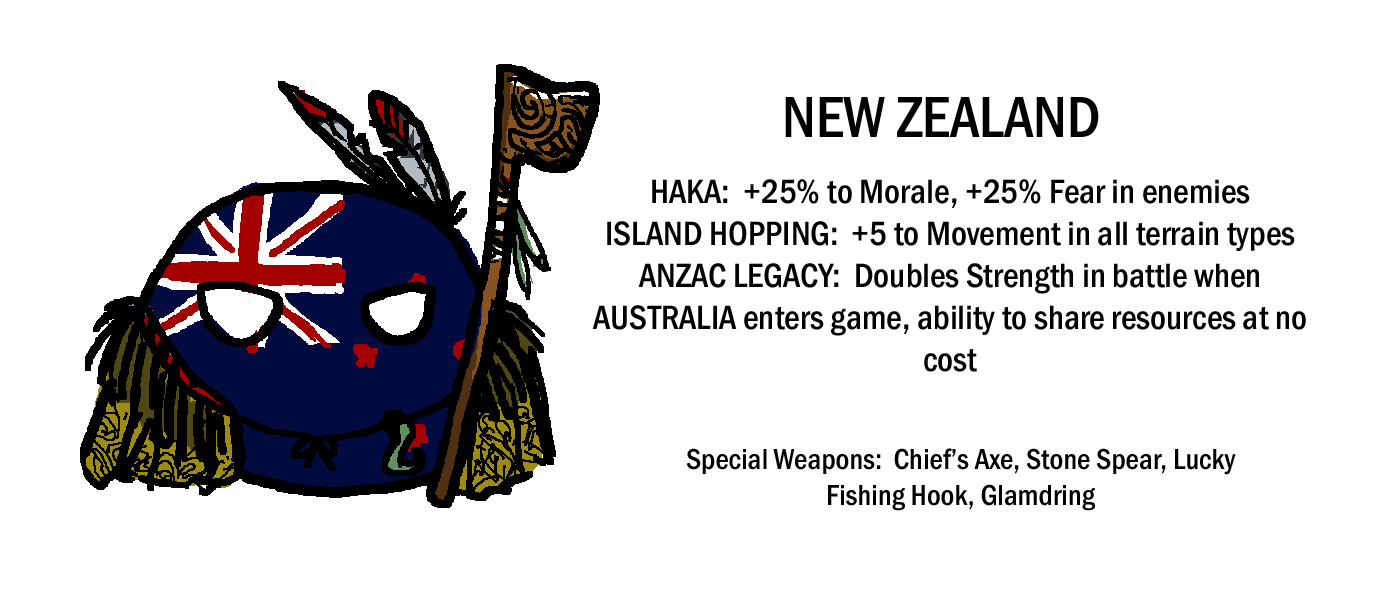 NEW ZEALAND
HAKA:  +25% to Morale, +25% Fear in enemies
ISLAND HOPPING:  +5 to Movement in all terrain types
ANZAC LEGACY:  Doubles Strength in battle when
AUSTRALIA enters game, ability to share resources at no
cost
Special Weapons:  Chief’s Axe, Stone Spear, Lucky
Fishing Hook, Glamdring